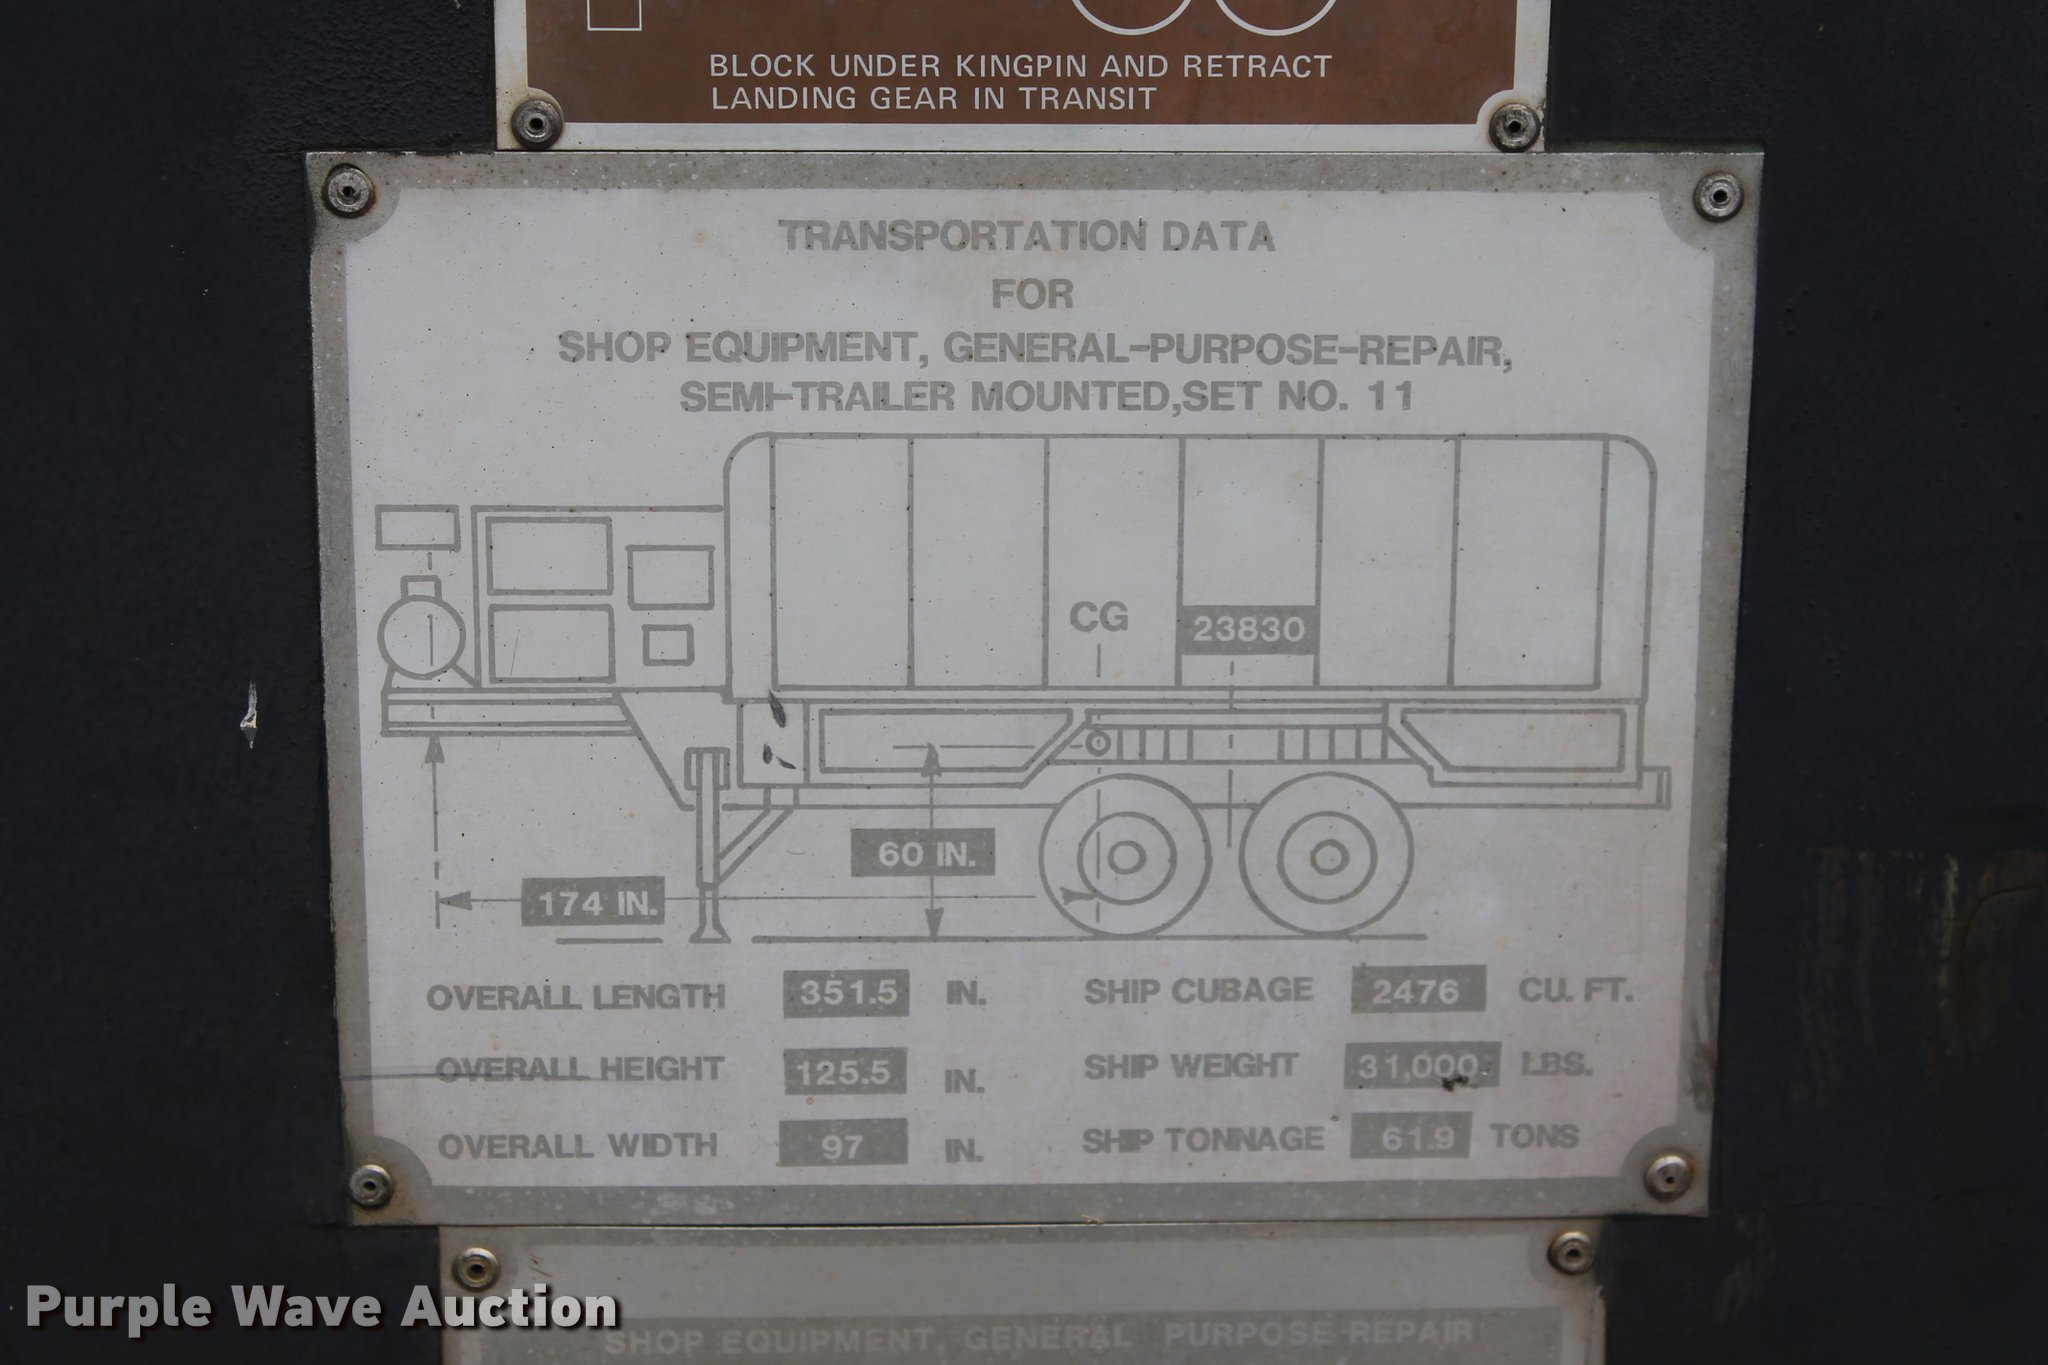 BLOCK UNDER KINGPIN AND RETRACT
LANDING GEAR IN TRANSIT
TRANSPORTATION DATA
FOR
SHOP EQUIPMENT, GENERAL-PURPOSE-REPAIR,
SEMI-TRAILER MOUNTED,SET NO. 11
CG
23830
60 IN.
174 IN.
OVERALL LENGTH 351.5 IN.
SHIP CUBAGE 2476 CU. FT.
OVERALL HEIGHT 125.5 IN.
SHIP WEIGHT 31,000. LBS.
OVERALL WIDTH 97 IN.
SHIP TONNAGE 61.9 TONS
SHOP EQUIPMENT, GENERAL PURPOSE REPAIR
Purple Wave Auction